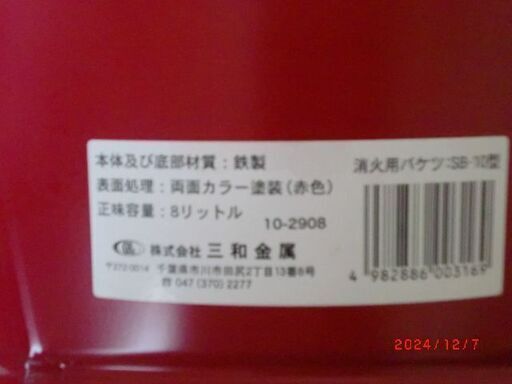 本体及び底部材質：鉄製
消火用バケツ：SB-10型
表面処理：両面カラー塗装（赤色）
正味容量：8リットル
10-2908
株式会社 三和金属
〒272-0014
千葉県市川市田尻2丁目13番8号
☎ 047（370）2277
4 982886 003169
2024/12/7